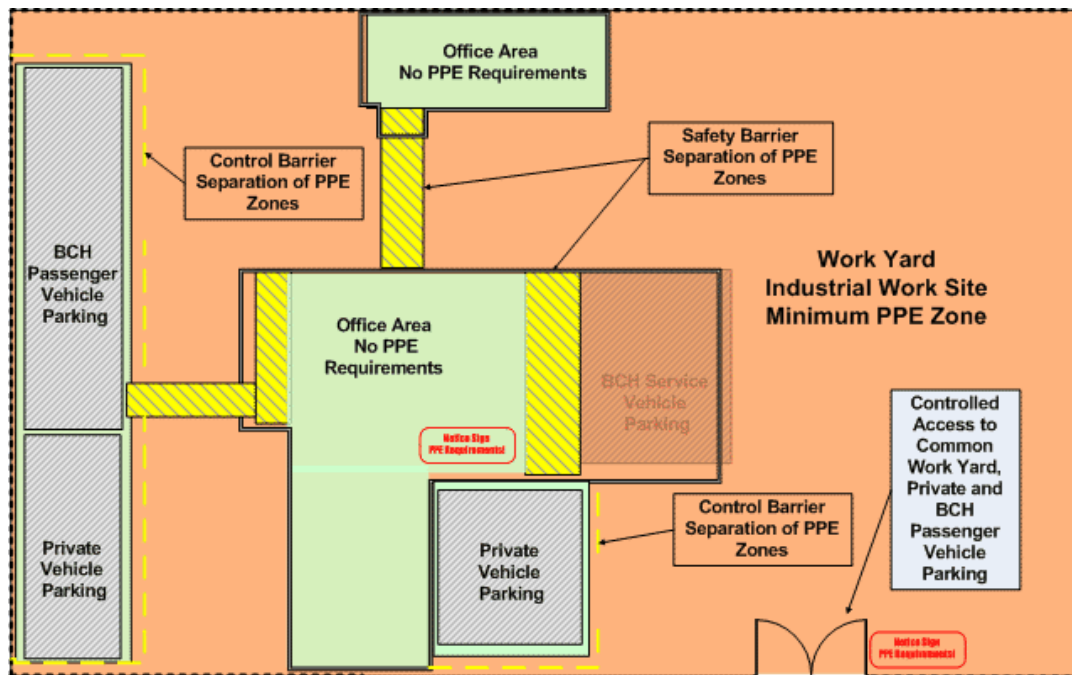 Office Area
No PPE Requirements
Safety Barrier
Separation of PPE
Zones
Control Barrier
Separation of PPE
Zones
BCH
Passenger
Vehicle
Parking
Work Yard
Industrial Work Site
Minimum PPE Zone
Office Area
No PPE
Requirements
BCH Service
Vehicle
Parking
Controlled
Access to
Common
Work Yard,
Private and
BCH
Passenger
Vehicle
Parking
Notice Sign
PPE Requirements!
Control Barrier
Separation of PPE
Zones
Private
Vehicle
Parking
Private
Vehicle
Parking
Notice Sign
PPE Requirements!